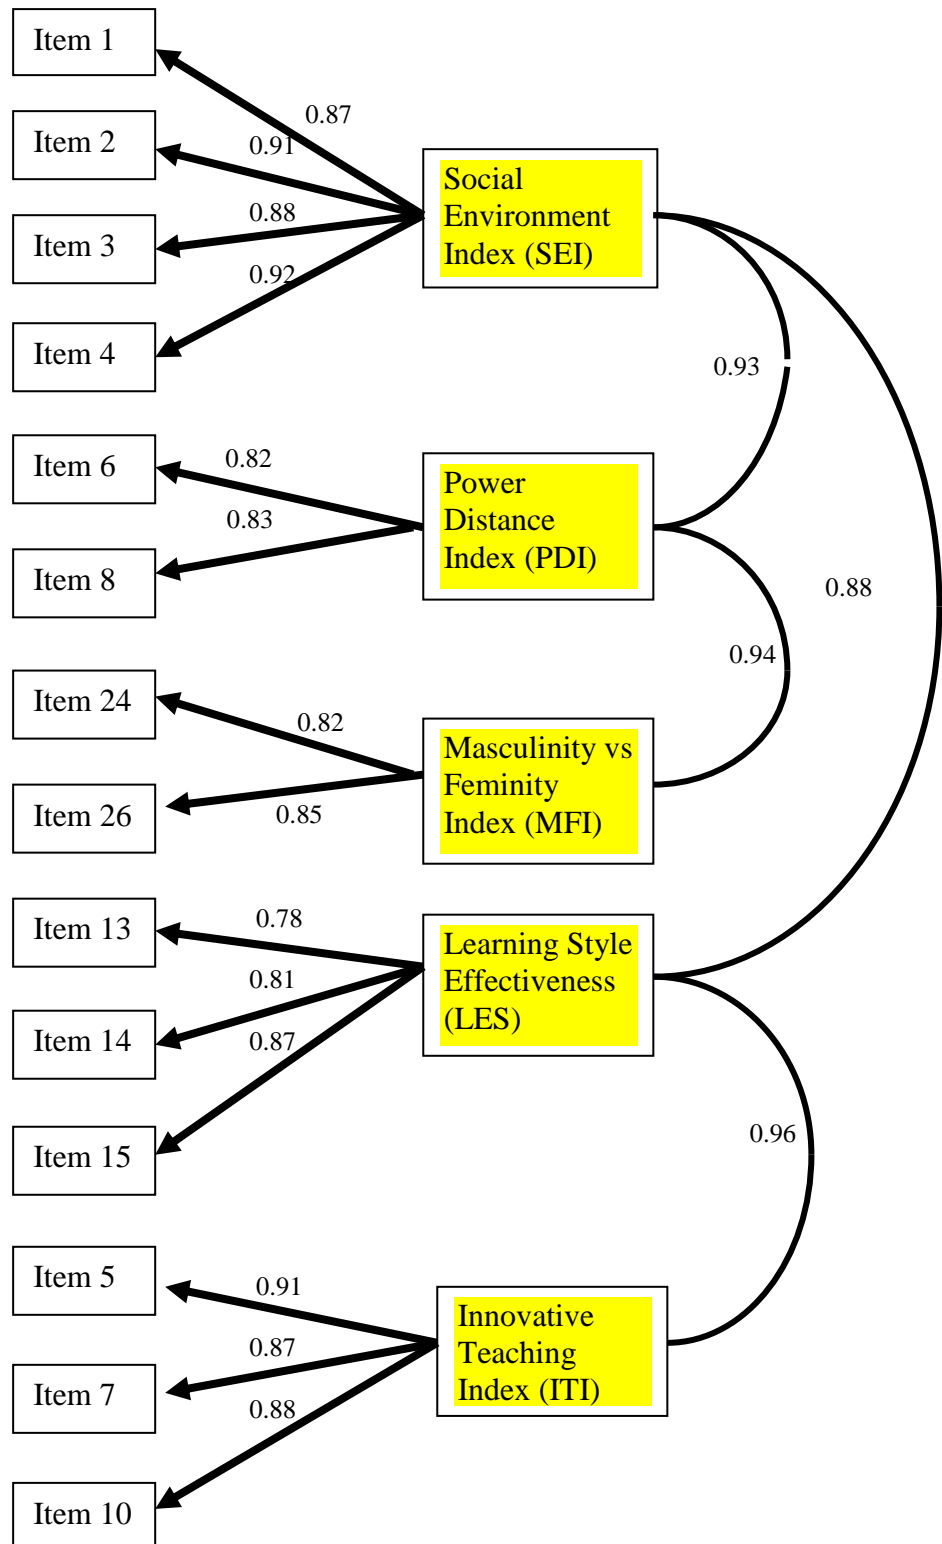 Item 1
0.87
Item 2
0.91
Social
Environment
Index (SEI)
0.88
Item 3
0.92
Item 4
0.93
Item 6
0.82
Power
Distance
Index (PDI)
0.83
Item 8
0.88
0.94
Item 24
0.82
Masculinity vs
Feminity
Index (MFI)
Item 26
0.85
Item 13
0.78
Learning Style
Effectiveness
(LES)
0.81
Item 14
0.87
Item 15
0.96
Item 5
0.91
Innovative
Teaching
Index (ITI)
0.87
Item 7
0.88
Item 10